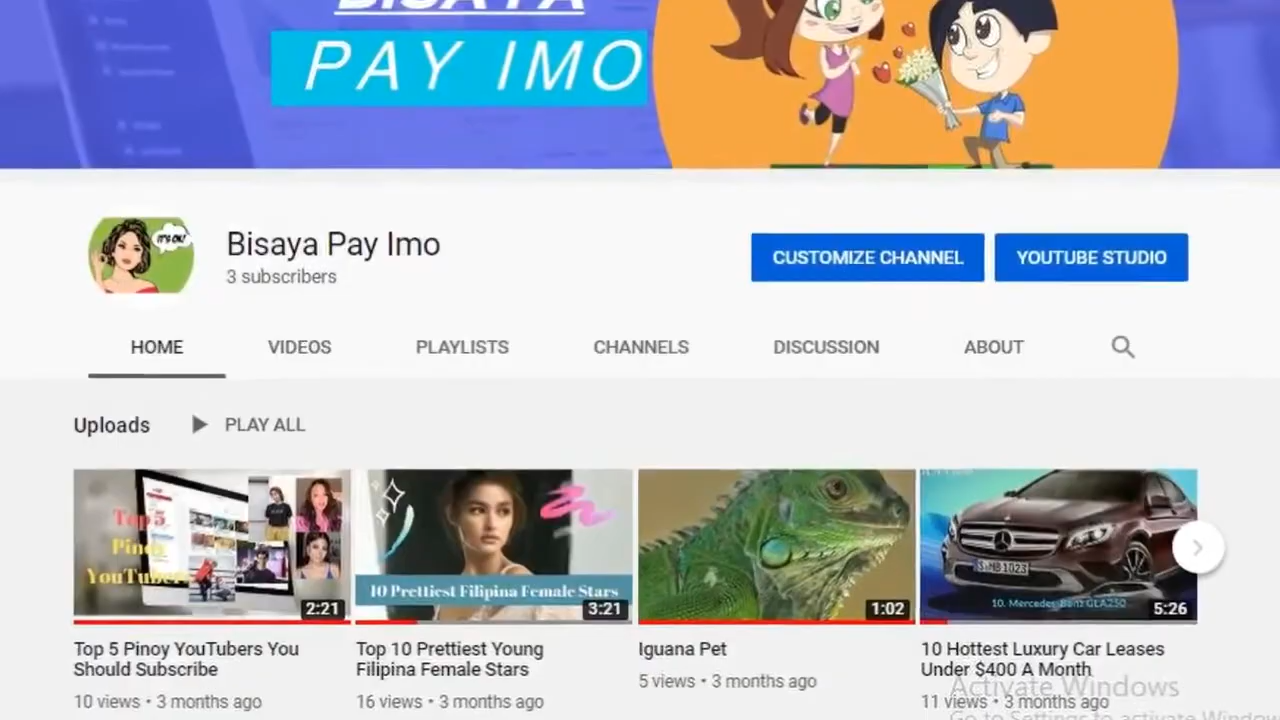 BISAYA
PAY IMO
IT'S OK!
Bisaya Pay Imo
3 subscribers
CUSTOMIZE CHANNEL
YOUTUBE STUDIO
HOME
VIDEOS
PLAYLISTS
CHANNELS
DISCUSSION
ABOUT
Uploads
PLAY ALL
Top 5
Pinoy
YouTubers
2:21
10 Prettiest Filipina Female Stars
3:21
1:02
S HB 1023
10. Mercedes-Benz GLA250
5:26
Top 5 Pinoy YouTubers You
Should Subscribe
10 views • 3 months ago
Top 10 Prettiest Young
Filipina Female Stars
16 views • 3 months ago
Iguana Pet
5 views • 3 months ago
10 Hottest Luxury Car Leases
Under $400 A Month
11 views • 3 months ago
Activate Windows
Go to Settings to activate Window